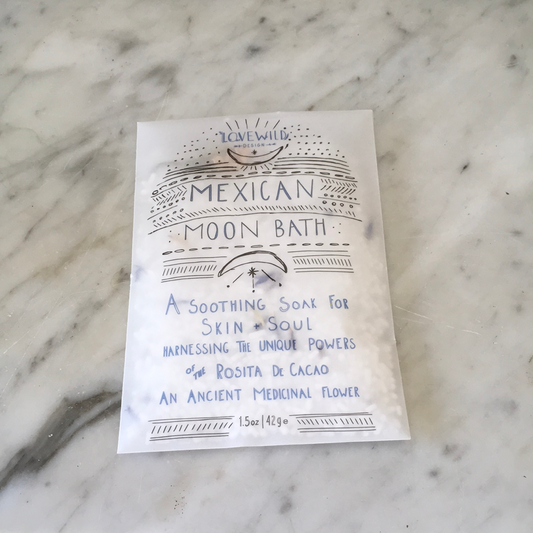 LOVEWILD
DESIGN
MEXICAN
MOON BATH
A SOOTHING SOAK FOR
SKIN + SOUL
HARNESSING THE UNIQUE POWERS
OF THE ROSITA DE CACAO
AN ANCIENT MEDICINAL FLOWER
1.5oz | 42g e